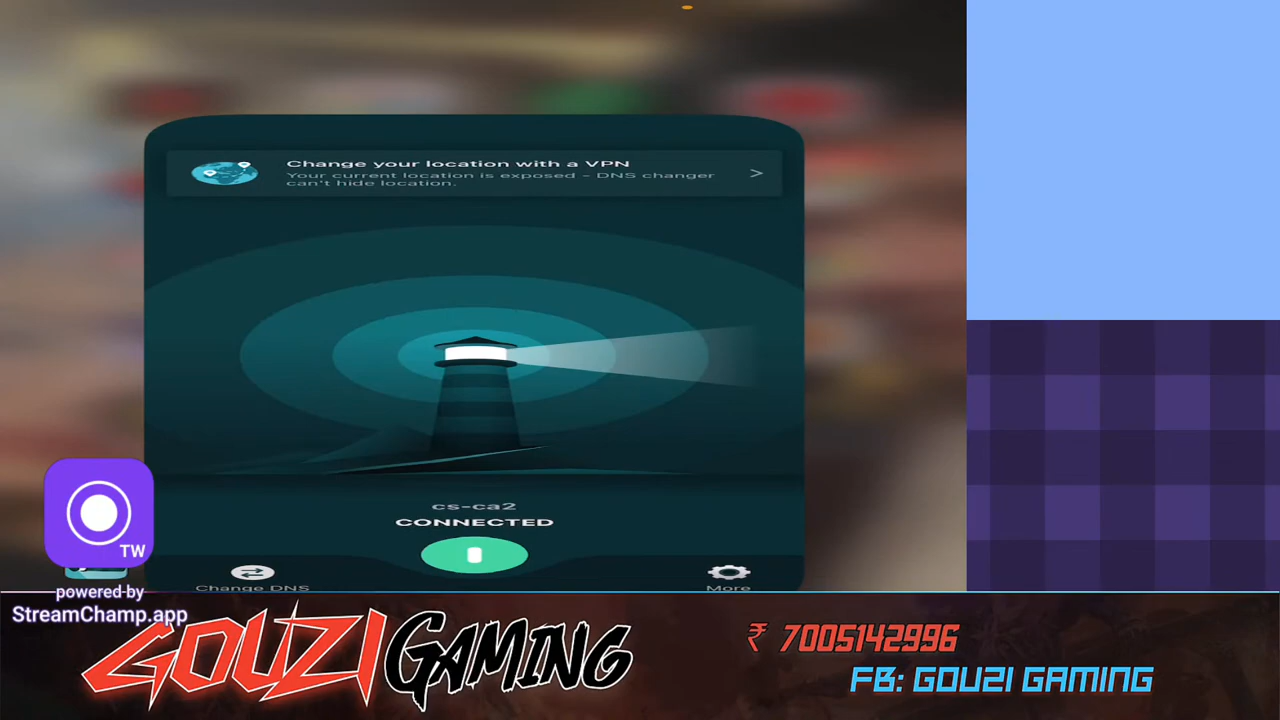 Change your location with a VPN
Your current location is exposed - DNS changer
can't hide location.
>
cs-ca2
CONNECTED
Change DNS
More
TW
powered by
StreamChamp.app
GOUZI GAMING
₹ 7005142996
FB: GOUZI GAMING